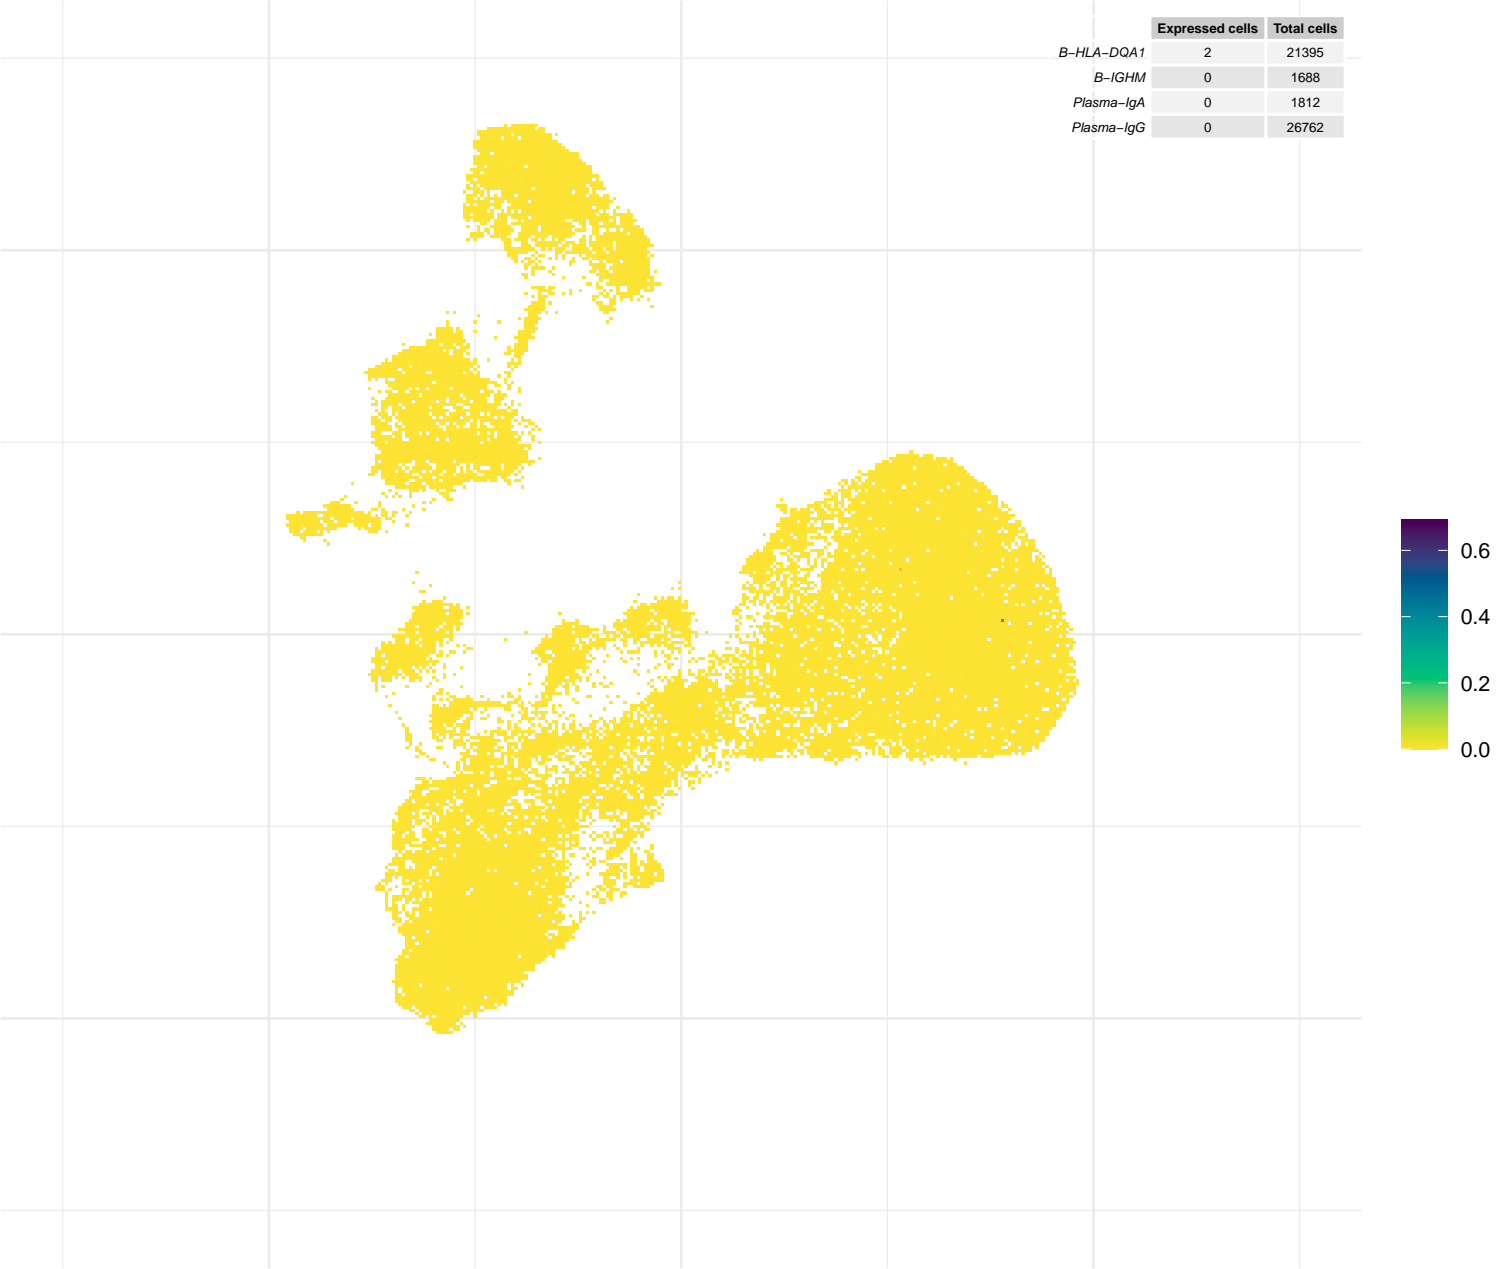 Expressed cells Total cells
B−HLA−DQA1 2 21395
B−IGHM 0 1688
Plasma−IgA 0 1812
Plasma−IgG 0 26762
0.6
0.4
0.2
0.0